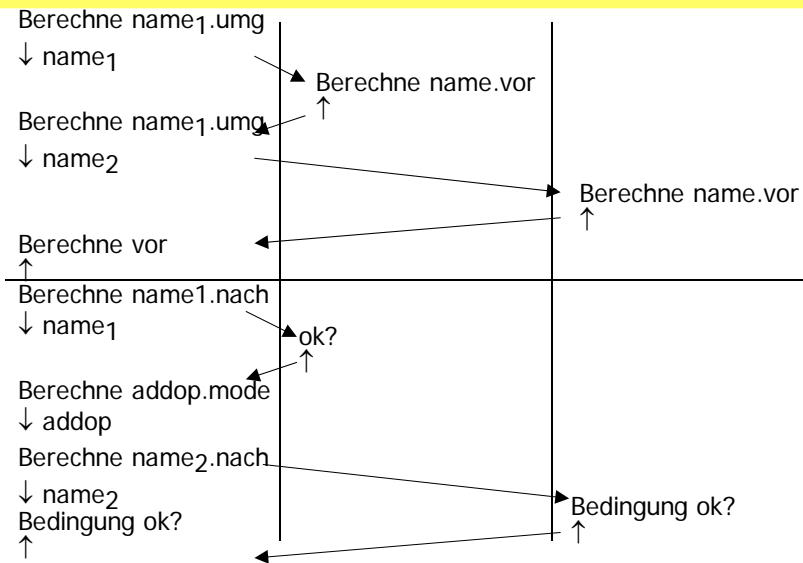 Berechne name1.umg
↓ name1
Berechne name.vor
↑
Berechne name1.umg
↓ name2
Berechne name.vor
↑
Berechne vor
↑
Berechne name1.nach
↓ name1
ok?
↑
Berechne addop.mode
↓ addop
Berechne name2.nach
↓ name2
Bedingung ok?
↑
Bedingung ok?
↑